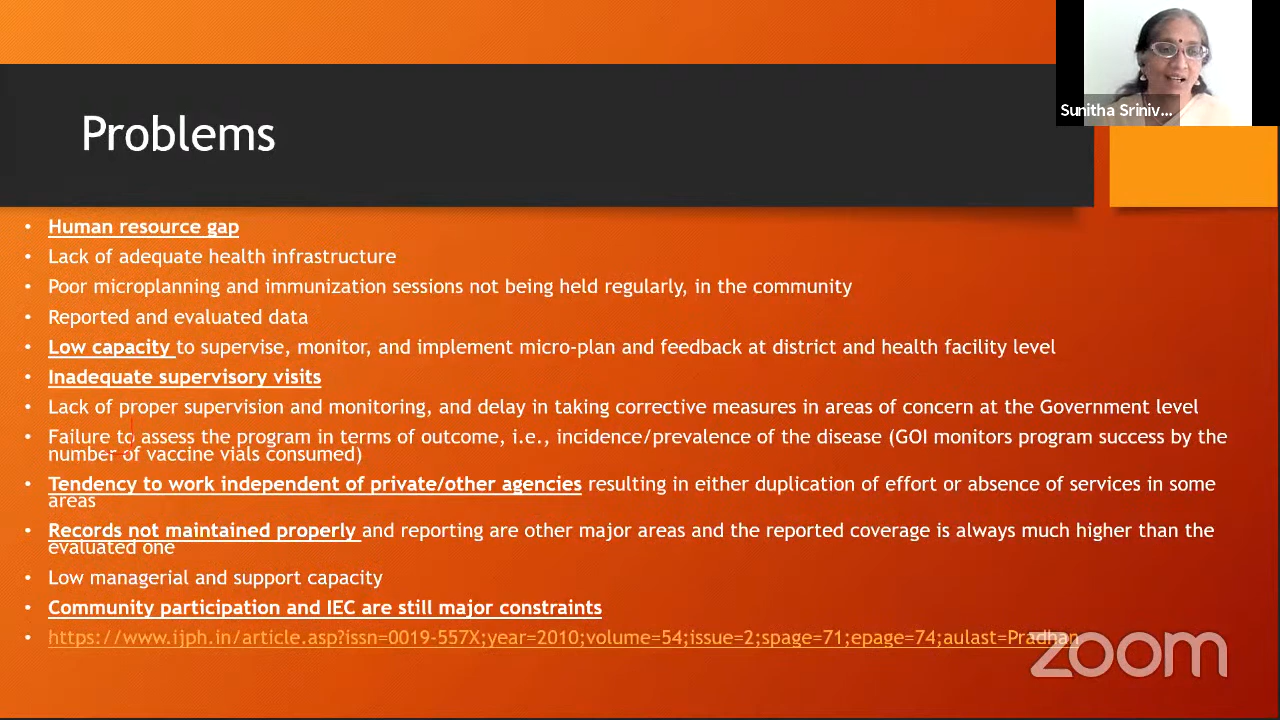 Sunitha Sriniv...
Problems
• Human resource gap
• Lack of adequate health infrastructure
• Poor microplanning and immunization sessions not being held regularly, in the community
• Reported and evaluated data
• Low capacity to supervise, monitor, and implement micro-plan and feedback at district and health facility level
• Inadequate supervisory visits
• Lack of proper supervision and monitoring, and delay in taking corrective measures in areas of concern at the Government level
• Failure to assess the program in terms of outcome, i.e., incidence/prevalence of the disease (GOI monitors program success by the
number of vaccine vials consumed)
• Tendency to work independent of private/other agencies resulting in either duplication of effort or absence of services in some
areas
• Records not maintained properly and reporting are other major areas and the reported coverage is always much higher than the
evaluated one
• Low managerial and support capacity
• Community participation and IEC are still major constraints
• https://www.ijph.in/article.asp?issn=0019-557X;year=2010;volume=54;issue=2;spage=71;epage=74;aulast=Pradhan
zoom